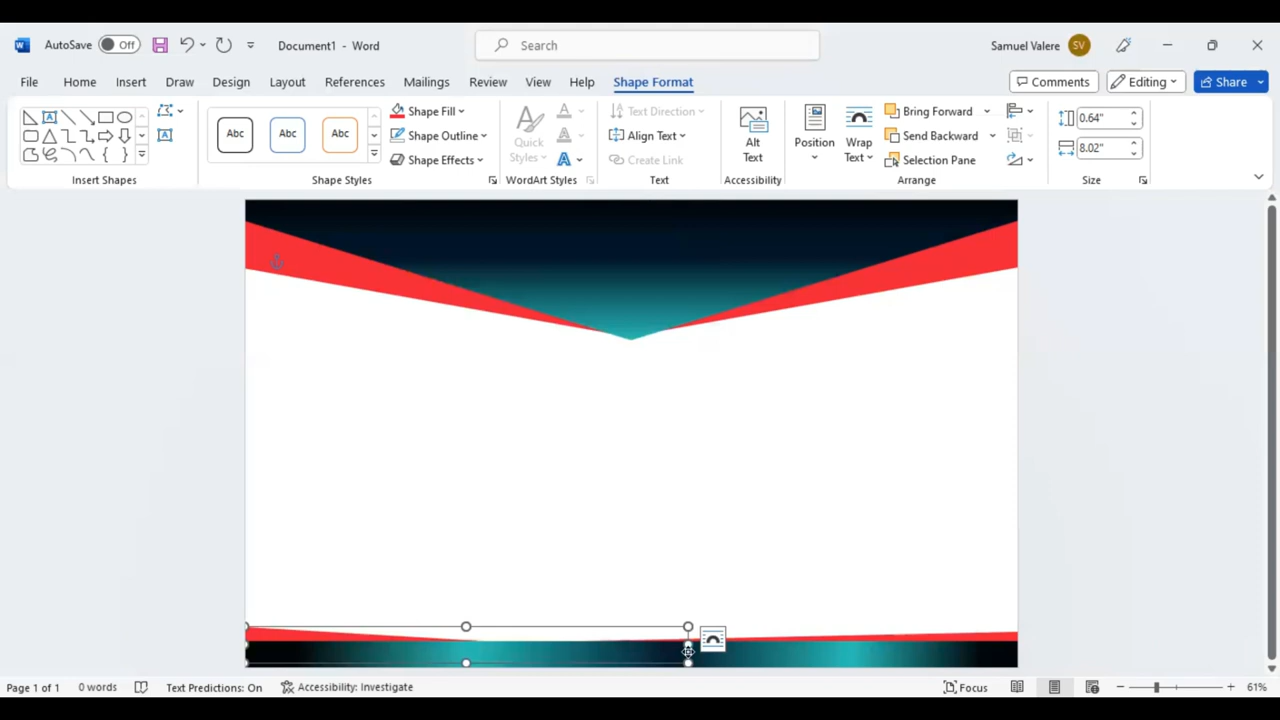 AutoSave Off Document1 - Word Search Samuel Valere SV
File Home Insert Draw Design Layout References Mailings Review View Help Shape Format Comments Editing Share
Abc Abc Abc
Shape Fill
Shape Outline
Shape Effects
Quick
Styles
Text Direction
Align Text
Create Link
Alt
Text
Position
Wrap
Text
Bring Forward
Send Backward
Selection Pane
0.64"
8.02"
Insert Shapes Shape Styles WordArt Styles Text Accessibility Arrange Size
Page 1 of 1 0 words Text Predictions: On Accessibility: Investigate Focus 61%